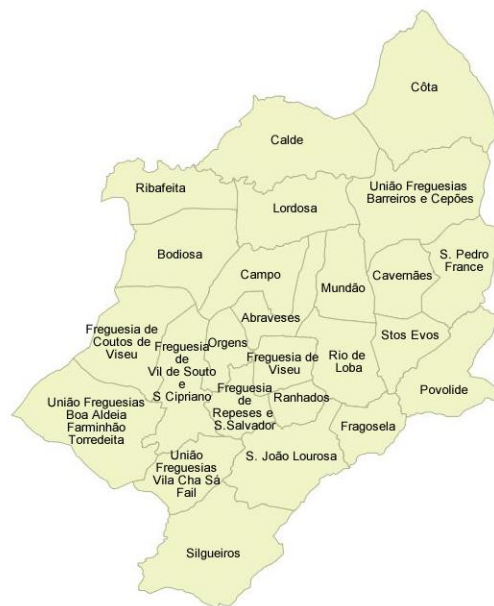 Côta
Calde
Ribafeita
União Freguesias
Barreiros e Cepões
Lordosa
Bodiosa
S. Pedro
France
Campo
Cavernães
Mundão
Abraveses
Freguesia de
Coutos de
Viseu
Orgens
Freguesia
de
Vil de Souto
e
S Cipriano
Freguesia de
Viseu
Rio de
Loba
Stos Evos
Povolide
União Freguesias
Boa Aldeia
Farminhão
Torredeita
Freguesia
de
Repeses e
S.Salvador
Ranhados
Fragosela
União
Freguesias
Vila Cha Sá
Fail
S. João Lourosa
Silgueiros